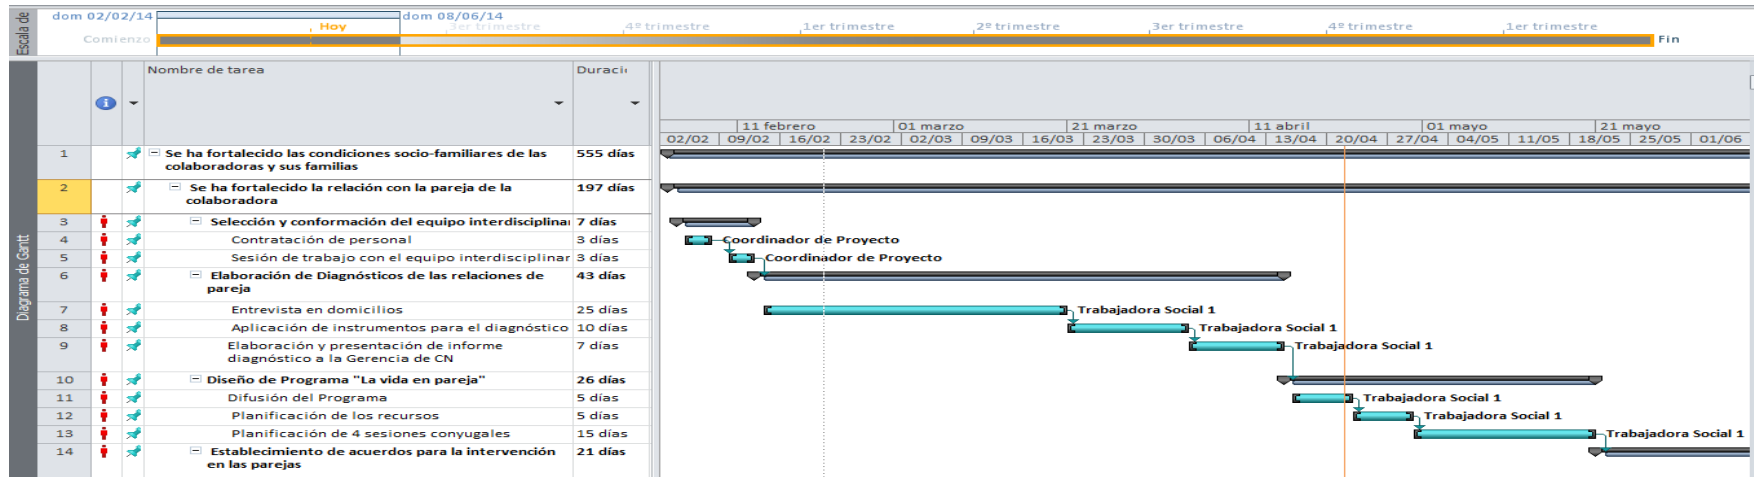 Escala de
dom 02/02/14
dom 08/06/14
Hoy
3er trimestre
4º trimestre
1er trimestre
2º trimestre
3er trimestre
4º trimestre
1er trimestre
Comienzo
Fin
Diagrama de Gantt
Nombre de tarea
Duraci
11 febrero
01 marzo
21 marzo
11 abril
01 mayo
21 mayo
02/02 09/02 16/02 23/02 02/03 09/03 16/03 23/03 30/03 06/04 13/04 20/04 27/04 04/05 11/05 18/05 25/05 01/06
1 Se ha fortalecido las condiciones socio-familiares de las 555 días
colaboradoras y sus familias
2 Se ha fortalecido la relación con la pareja de la 197 días
colaboradora
3 Selección y conformación del equipo interdisciplinar 7 días
4 Contratación de personal 3 días Coordinador de Proyecto
5 Sesión de trabajo con el equipo interdisciplinar 3 días Coordinador de Proyecto
6 Elaboración de Diagnósticos de las relaciones de 43 días
pareja
7 Entrevista en domicilios 25 días Trabajadora Social 1
8 Aplicación de instrumentos para el diagnóstico 10 días Trabajadora Social 1
9 Elaboración y presentación de informe 7 días Trabajadora Social 1
diagnóstico a la Gerencia de CN
10 Diseño de Programa "La vida en pareja" 26 días
11 Difusión del Programa 5 días Trabajadora Social 1
12 Planificación de los recursos 5 días Trabajadora Social 1
13 Planificación de 4 sesiones conyugales 15 días Trabajadora Social 1
14 Establecimiento de acuerdos para la intervención 21 días
en las parejas